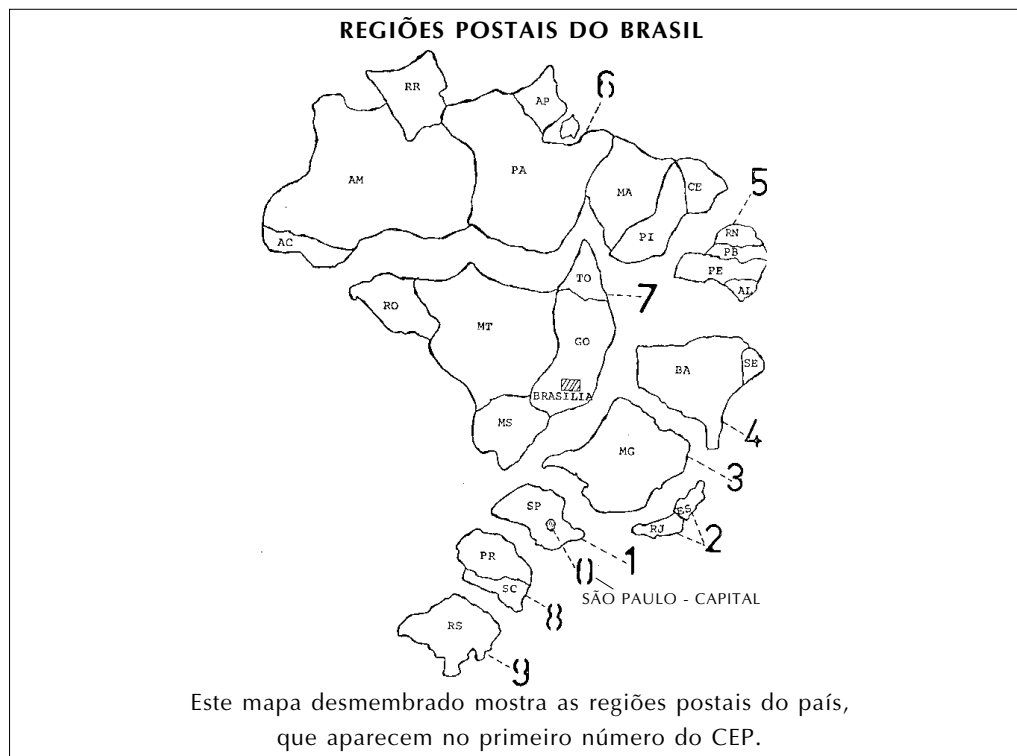 REGIÕES POSTAIS DO BRASIL
6
RR
AP
5
AM
PA
MA
CE
AC
PI
RN
PB
PE
AL
TO
7
RO
MT
GO
BA
SE
BRASILIA
MS
4
MG
3
SP
ES
RJ
2
1
0
PR
SÃO PAULO - CAPITAL
SC
8
RS
9
Este mapa desmembrado mostra as regiões postais do país,
que aparecem no primeiro número do CEP.